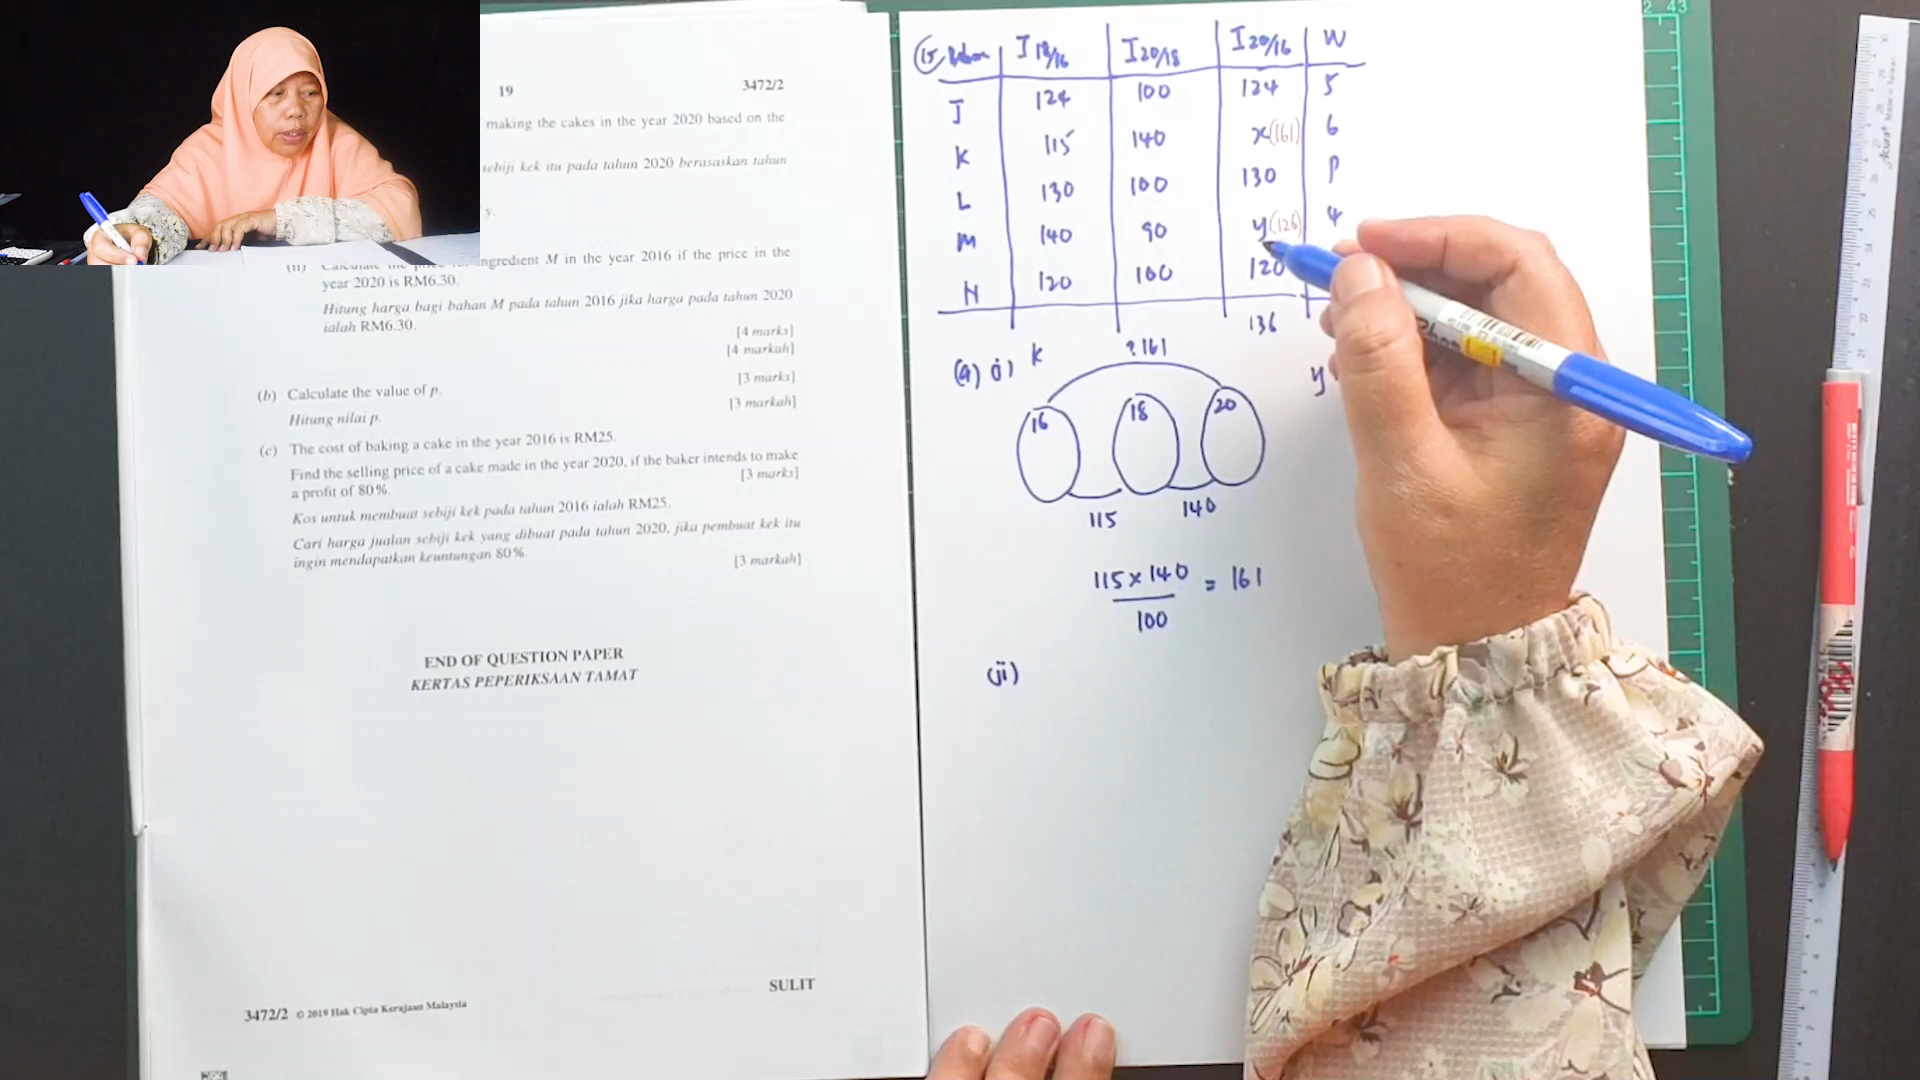 19
3472/2
making the cakes in the year 2020 based on the
sebiji kek itu pada tahun 2020 berasaskan tahun
y.
ingredient M in the year 2016 if the price in the
year 2020 is RM6.30.
Hitung harga bagi bahan M pada tahun 2016 jika harga pada tahun 2020
ialah RM6.30.
[4 marks]
[4 markah]
(b) Calculate the value of p.
[3 marks]
Hitung nilai p.
[3 markah]
(c) The cost of baking a cake in the year 2016 is RM25.
Find the selling price of a cake made in the year 2020, if the baker intends to make
a profit of 80%.
[3 marks]
Kos untuk membuat sebiji kek pada tahun 2016 ialah RM25.
Cari harga jualan sebiji kek yang dibuat pada tahun 2020, jika pembuat kek itu
ingin mendapatkan keuntungan 80%.
[3 markah]
END OF QUESTION PAPER
KERTAS PEPERIKSAAN TAMAT
SULIT
3472/2 © 2019 Hak Cipta Kerajaan Malaysia
15 Bahan I 18/16 I 20/18 I 20/16 W
J 124 100 124 5
K 115 140 x(161) 6
L 130 100 130 P
M 140 90 y(126) 4
N 120 100 120
136
(a) (i) K ? 161
y
16 18 20
115 140
115 x 140 = 161
100
(ii)